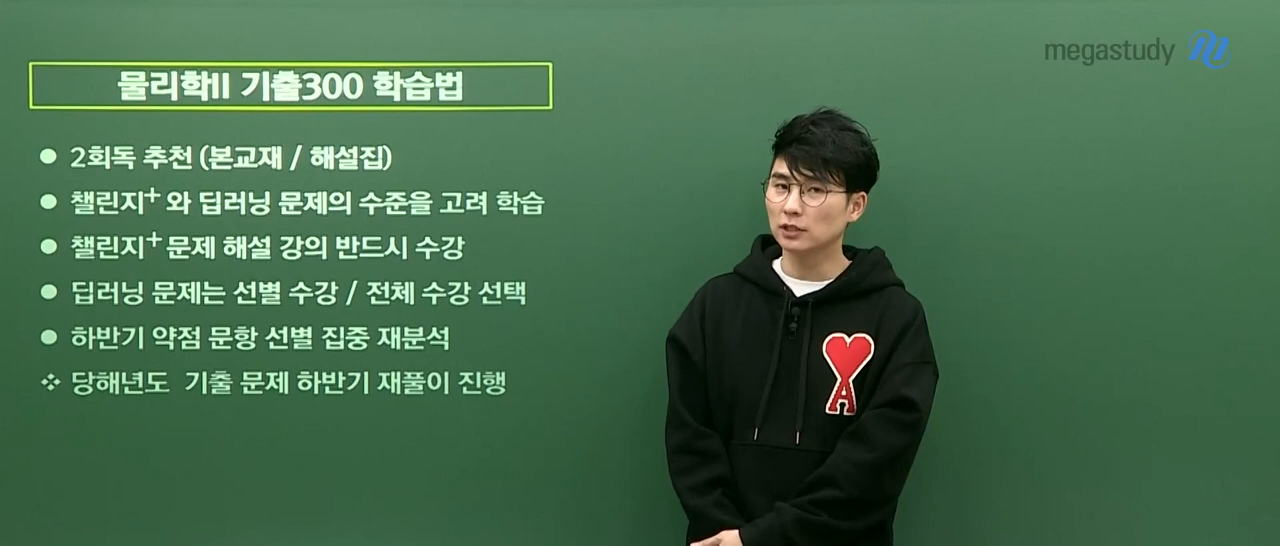 megastudy
물리학II 기출300 학습법
● 2회독 추천 (본교재 / 해설집)
● 챌린지+ 와 딥러닝 문제의 수준을 고려 학습
● 챌린지+ 문제 해설 강의 반드시 수강
● 딥러닝 문제는 선별 수강 / 전체 수강 선택
● 하반기 약점 문항 선별 집중 재분석
❖ 당해년도 기출 문제 하반기 재풀이 진행
A